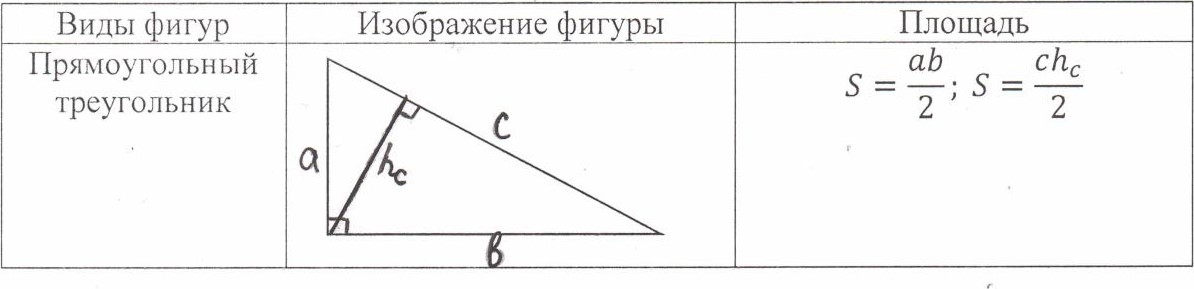 Виды фигур
Изображение фигуры
Площадь
Прямоугольный
треугольник
a
h_c
c
в
S = ab/2; S = ch_c/2